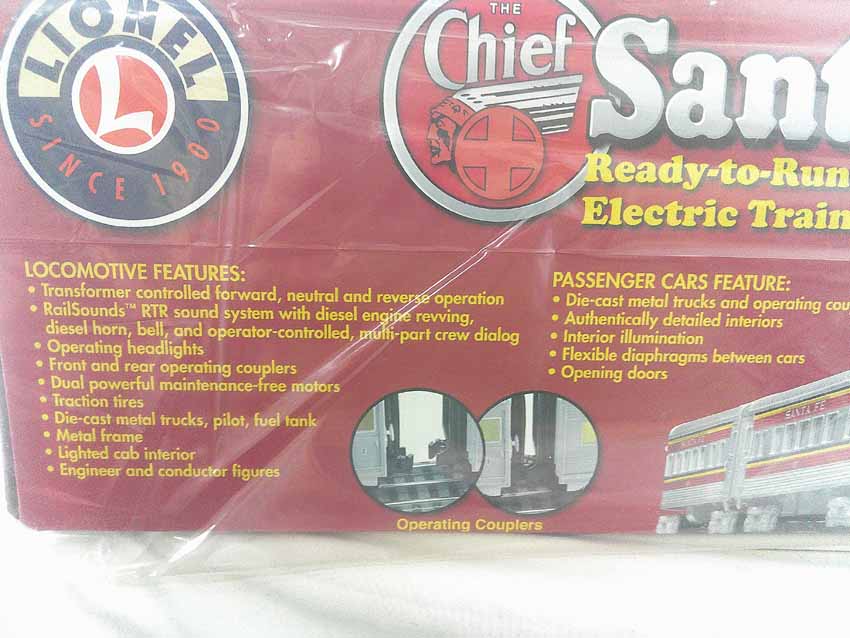 LIONEL
SINCE 1900
THE
Chief
Sant
Ready-to-Run
Electric Train
LOCOMOTIVE FEATURES:
• Transformer controlled forward, neutral and reverse operation
• RailSounds™ RTR sound system with diesel engine revving,
diesel horn, bell, and operator-controlled, multi-part crew dialog
• Operating headlights
• Front and rear operating couplers
• Dual powerful maintenance-free motors
• Traction tires
• Die-cast metal trucks, pilot, fuel tank
• Metal frame
• Lighted cab interior
• Engineer and conductor figures
Operating Couplers
PASSENGER CARS FEATURE:
• Die-cast metal trucks and operating cou
• Authentically detailed interiors
• Interior illumination
• Flexible diaphragms between cars
• Opening doors
SANTA FE